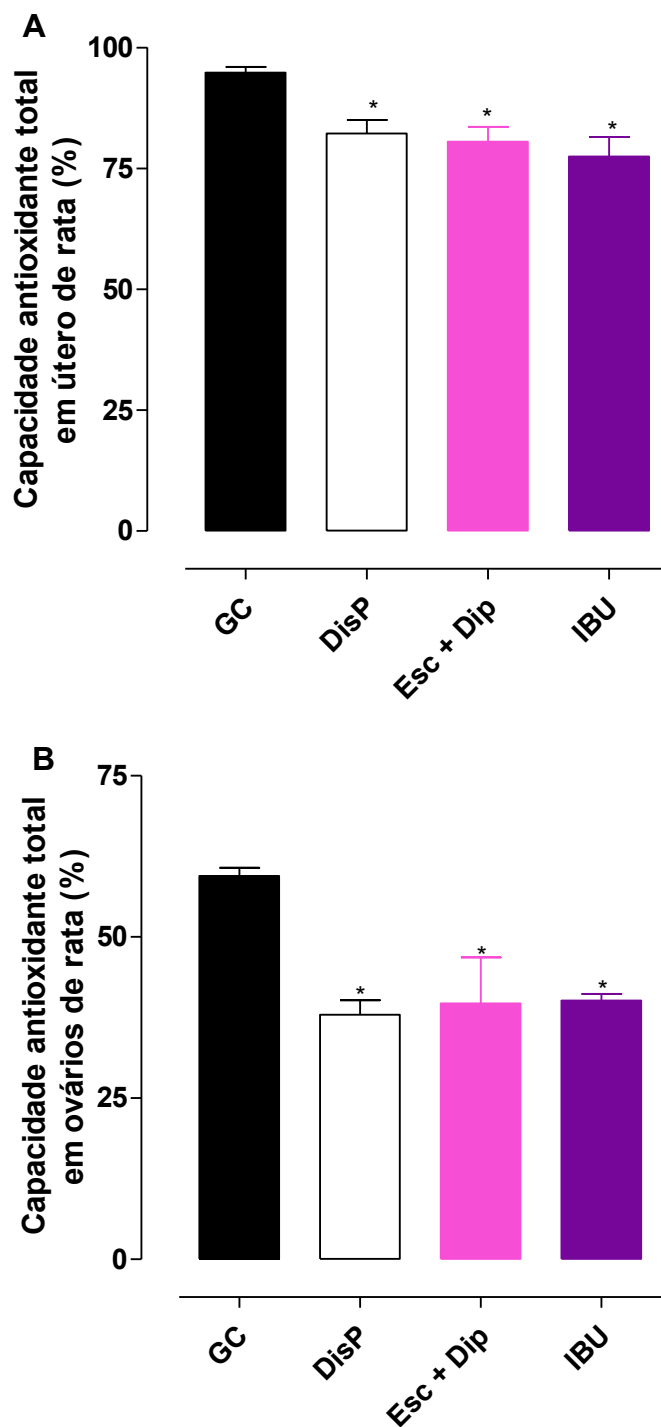 A
Capacidade antioxidante total
em útero de rata (%)
100
75
50
25
0
*
*
*
GC
DisP
Esc + Dip
IBU
B
Capacidade antioxidante total
em ovários de rata (%)
75
50
25
0
*
*
*
GC
DisP
Esc + Dip
IBU